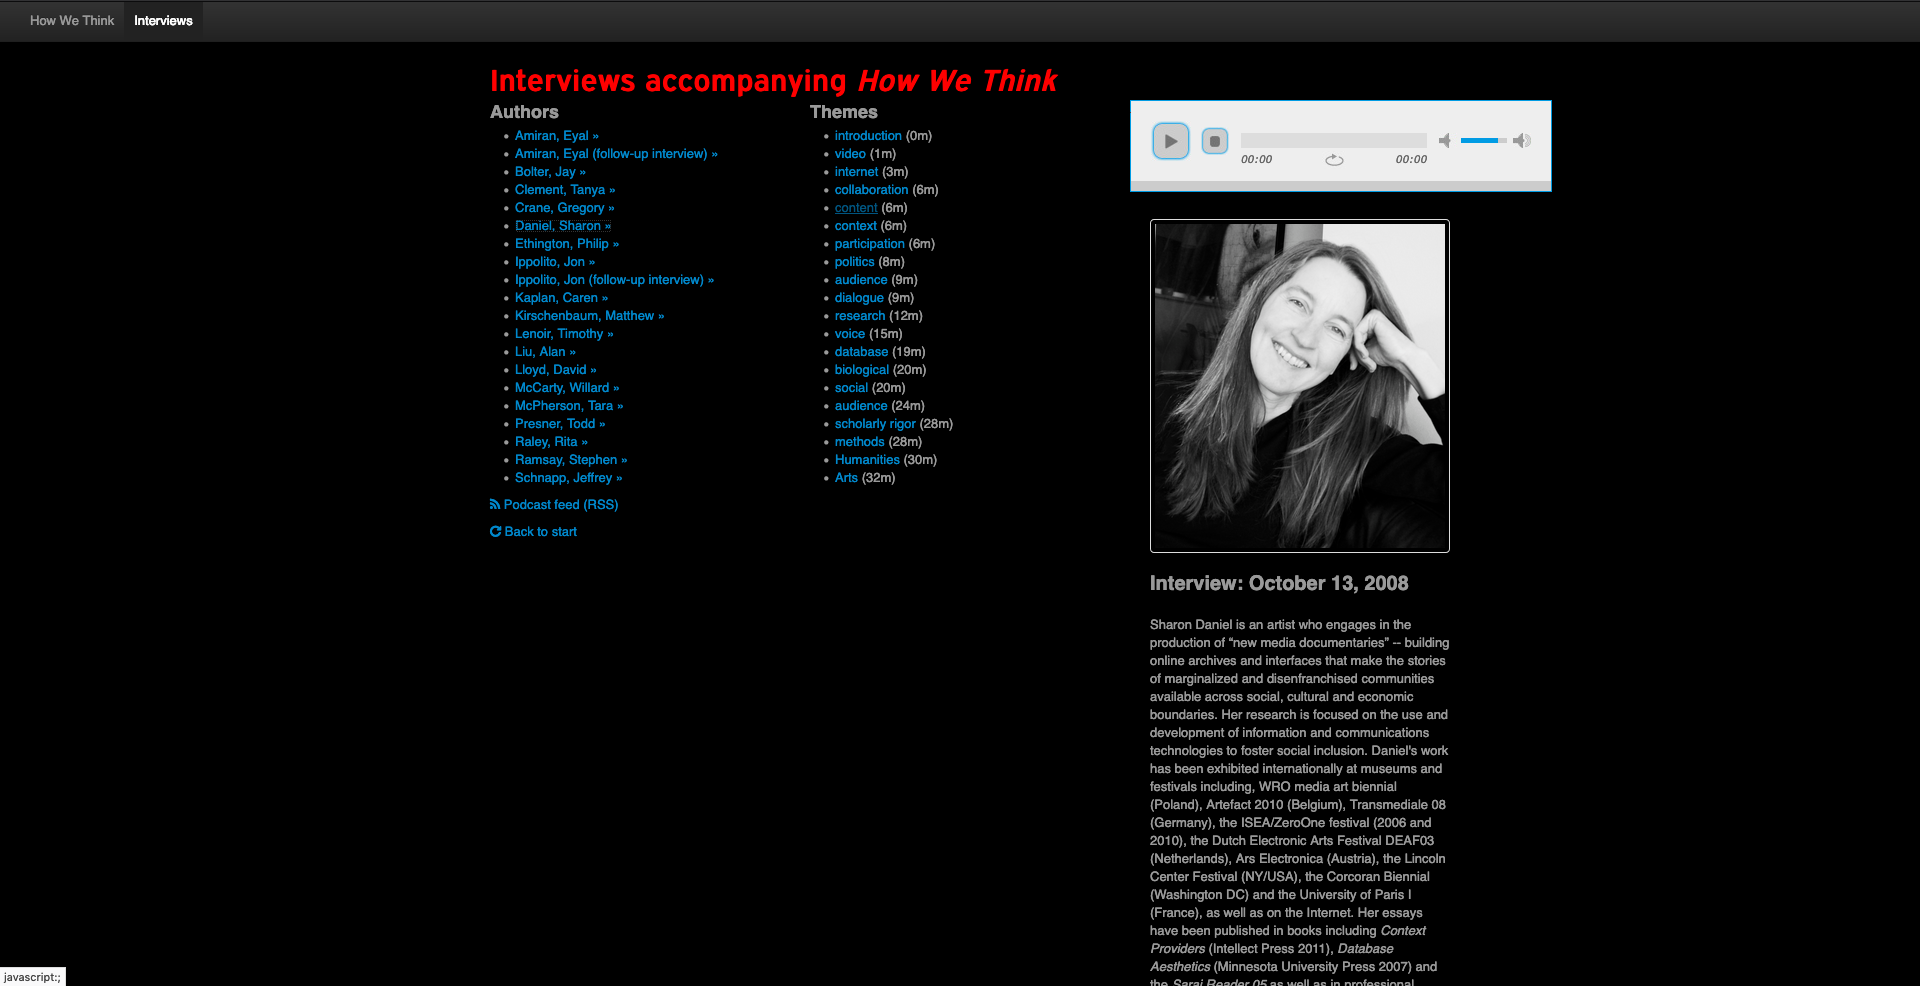 How We Think
Interviews
Interviews accompanying How We Think
Authors
Amiran, Eyal »
Amiran, Eyal (follow-up interview) »
Bolter, Jay »
Clement, Tanya »
Crane, Gregory »
Daniel, Sharon »
Ethington, Philip »
Ippolito, Jon »
Ippolito, Jon (follow-up interview) »
Kaplan, Caren »
Kirschenbaum, Matthew »
Lenoir, Timothy »
Liu, Alan »
Lloyd, David »
McCarty, Willard »
McPherson, Tara »
Presner, Todd »
Raley, Rita »
Ramsay, Stephen »
Schnapp, Jeffrey »
Podcast feed (RSS)
Back to start
Themes
introduction (0m)
video (1m)
internet (3m)
collaboration (6m)
content (6m)
context (6m)
participation (6m)
politics (8m)
audience (9m)
dialogue (9m)
research (12m)
voice (15m)
database (19m)
biological (20m)
social (20m)
audience (24m)
scholarly rigor (28m)
methods (28m)
Humanities (30m)
Arts (32m)
00:00
00:00
Interview: October 13, 2008
Sharon Daniel is an artist who engages in the
production of “new media documentaries” -- building
online archives and interfaces that make the stories
of marginalized and disenfranchised communities
available across social, cultural and economic
boundaries. Her research is focused on the use and
development of information and communications
technologies to foster social inclusion. Daniel's work
has been exhibited internationally at museums and
festivals including, WRO media art biennial
(Poland), Artefact 2010 (Belgium), Transmediale 08
(Germany), the ISEA/ZeroOne festival (2006 and
2010), the Dutch Electronic Arts Festival DEAF03
(Netherlands), Ars Electronica (Austria), the Lincoln
Center Festival (NY/USA), the Corcoran Biennial
(Washington DC) and the University of Paris I
(France), as well as on the Internet. Her essays
have been published in books including Context
Providers (Intellect Press 2011), Database
Aesthetics (Minnesota University Press 2007) and
the Sarai Reader 05 as well as in professional
javascript:;